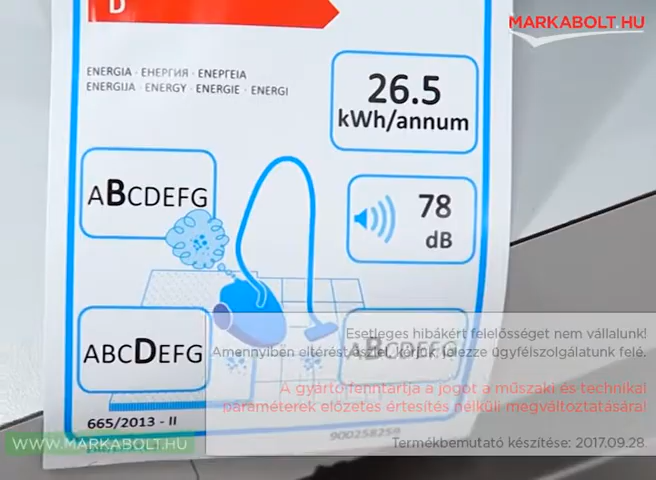 D
MARKABOLT.HU
ENERGIA · ЕНЕРГИЯ · ΕΝΕΡΓΕΙΑ
ENERGIJA · ENERGY · ENERGIE · ENERGI
26.5
kWh/annum
ABCDEFG
78
dB
ABCDEFG
ABCDEFG
Esetleges hibákért felelősséget nem vállalunk!
Amennyiben eltérést észlel, kérjük, jelezze ügyfélszolgálatunk felé.
A gyártó fenntartja a jogot a műszaki és technikai
paraméterek előzetes értesítés nélküli megváltoztatására!
665/2013 - II
900258258
WWW.MARKABOLT.HU
Termékbemutató készítése: 2017.09.28.